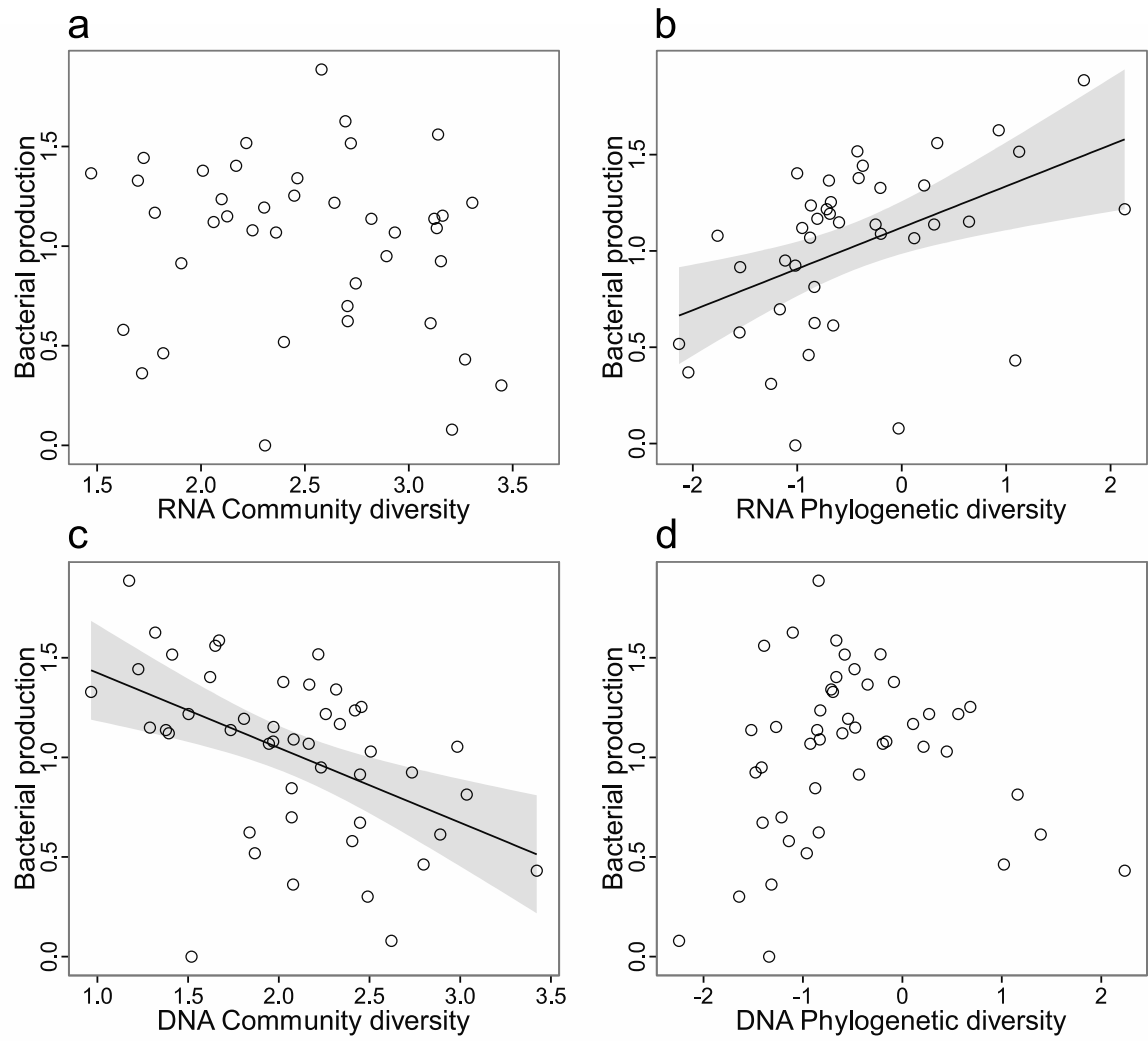 a
b
Bacterial production
0.0 0.5 1.0 1.5
1.5 2.0 2.5 3.0 3.5
RNA Community diversity
Bacterial production
0.0 0.5 1.0 1.5
-2 -1 0 1 2
RNA Phylogenetic diversity
c
d
Bacterial production
0.0 0.5 1.0 1.5
1.0 1.5 2.0 2.5 3.0 3.5
DNA Community diversity
Bacterial production
0.0 0.5 1.0 1.5
-2 -1 0 1 2
DNA Phylogenetic diversity